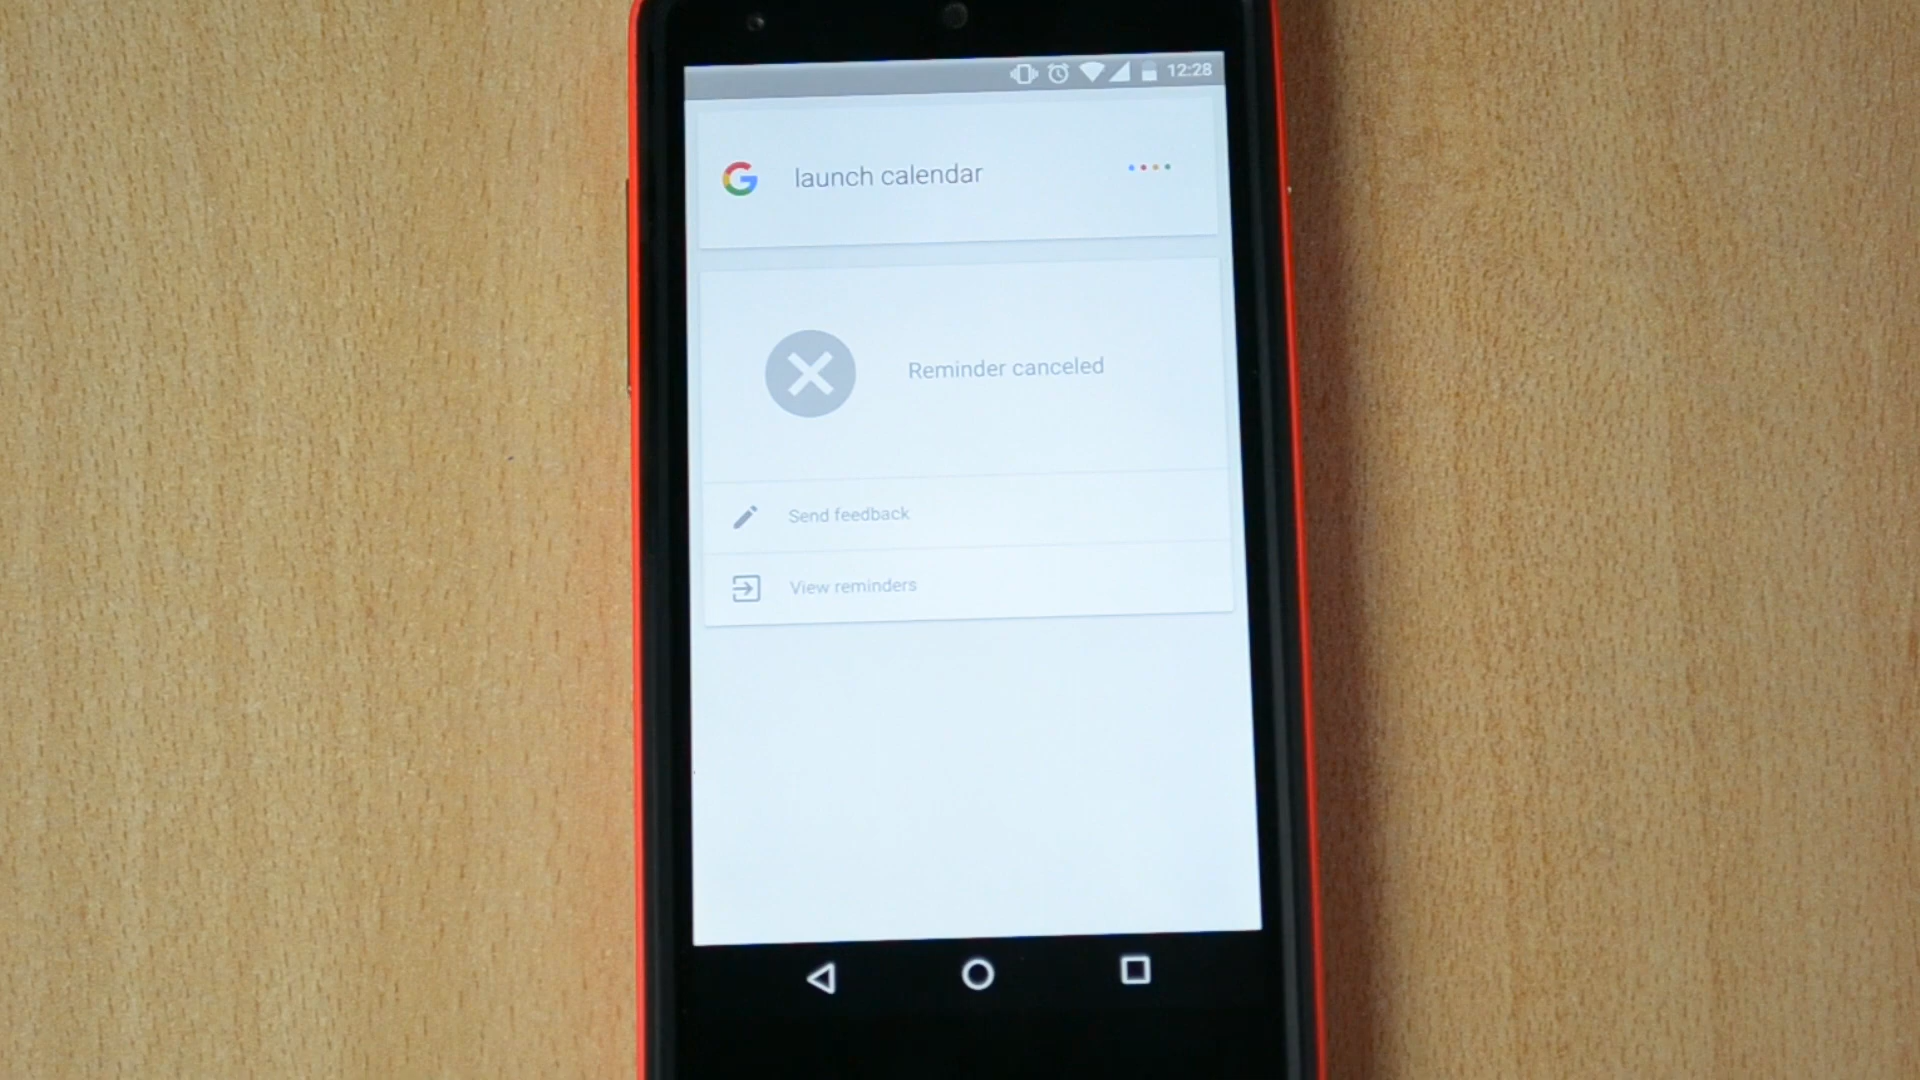 12:28
launch calendar
Reminder canceled
Send feedback
View reminders